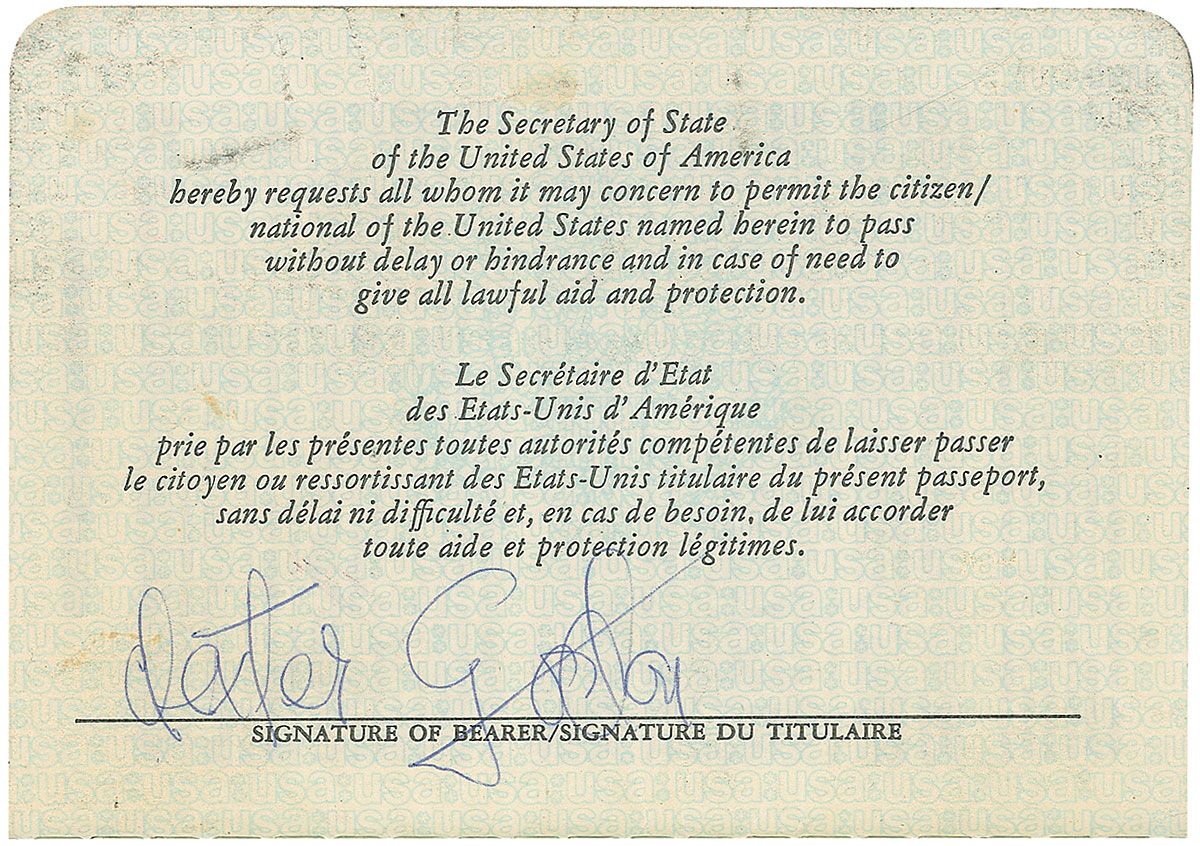 The Secretary of State
of the United States of America
hereby requests all whom it may concern to permit the citizen/
national of the United States named herein to pass
without delay or hindrance and in case of need to
give all lawful aid and protection.
Le Secrétaire d'Etat
des Etats-Unis d'Amérique
prie par les présentes toutes autorités compétentes de laisser passer
le citoyen ou ressortissant des Etats-Unis titulaire du présent passeport,
sans délai ni difficulté et, en cas de besoin, de lui accorder
toute aide et protection légitimes.
Dexter Gordon
SIGNATURE OF BEARER/SIGNATURE DU TITULAIRE